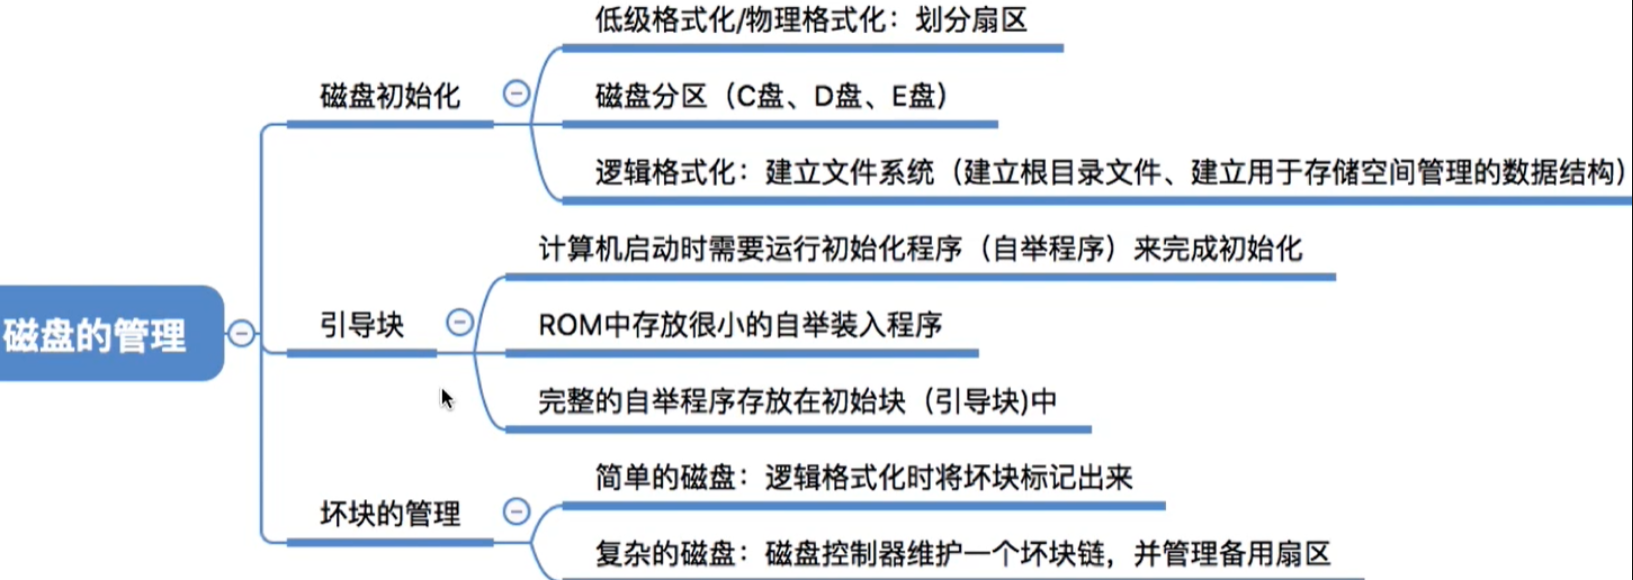 磁盘的管理
磁盘初始化
低级格式化/物理格式化：划分扇区
磁盘分区（C盘、D盘、E盘）
逻辑格式化：建立文件系统（建立根目录文件、建立用于存储空间管理的数据结构）
引导块
计算机启动时需要运行初始化程序（自举程序）来完成初始化
ROM中存放很小的自举装入程序
完整的自举程序存放在初始块（引导块)中
坏块的管理
简单的磁盘：逻辑格式化时将坏块标记出来
复杂的磁盘：磁盘控制器维护一个坏块链，并管理备用扇区